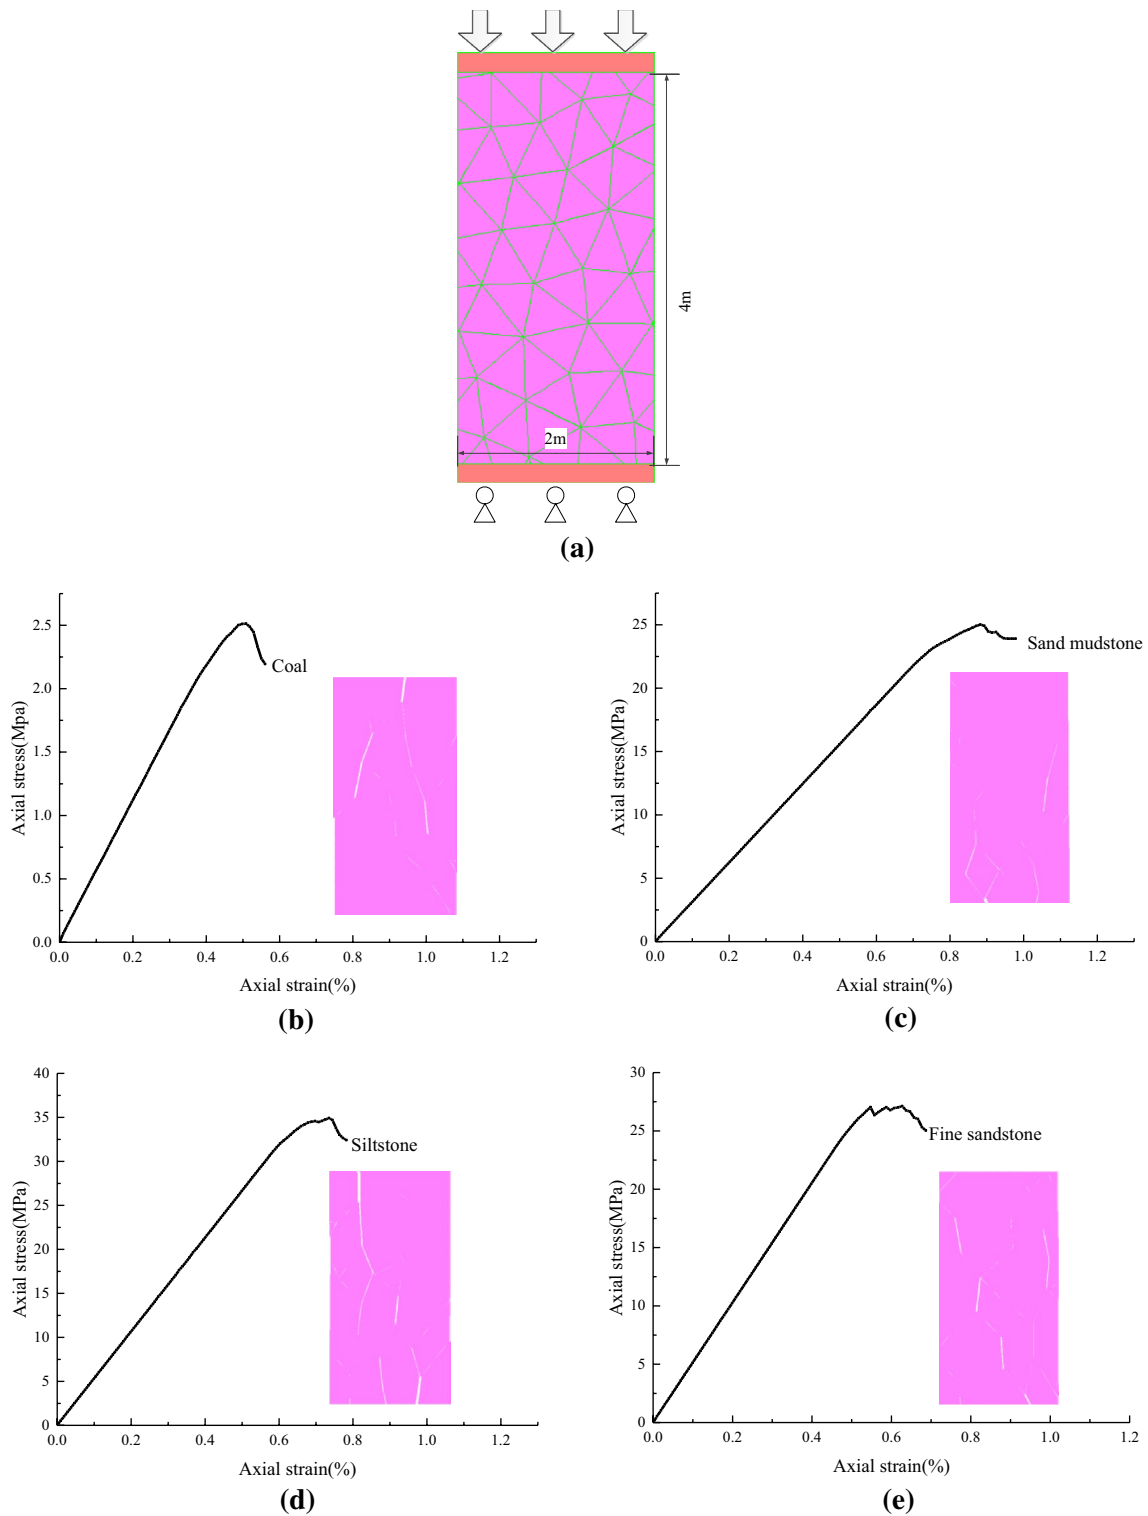 4m
2m
(a)
2.5
2.0
1.5
1.0
0.5
0.0
0.0 0.2 0.4 0.6 0.8 1.0 1.2
Axial stress(Mpa)
Axial strain(%)
Coal
(b)
25
20
15
10
5
0
0.0 0.2 0.4 0.6 0.8 1.0 1.2
Axial stress(MPa)
Axial strain(%)
Sand mudstone
(c)
40
35
30
25
20
15
10
5
0
0.0 0.2 0.4 0.6 0.8 1.0 1.2
Axial stress(MPa)
Axial strain(%)
Siltstone
(d)
30
25
20
15
10
5
0
0.0 0.2 0.4 0.6 0.8 1.0 1.2
Axial stress(MPa)
Axial strain(%)
Fine sandstone
(e)